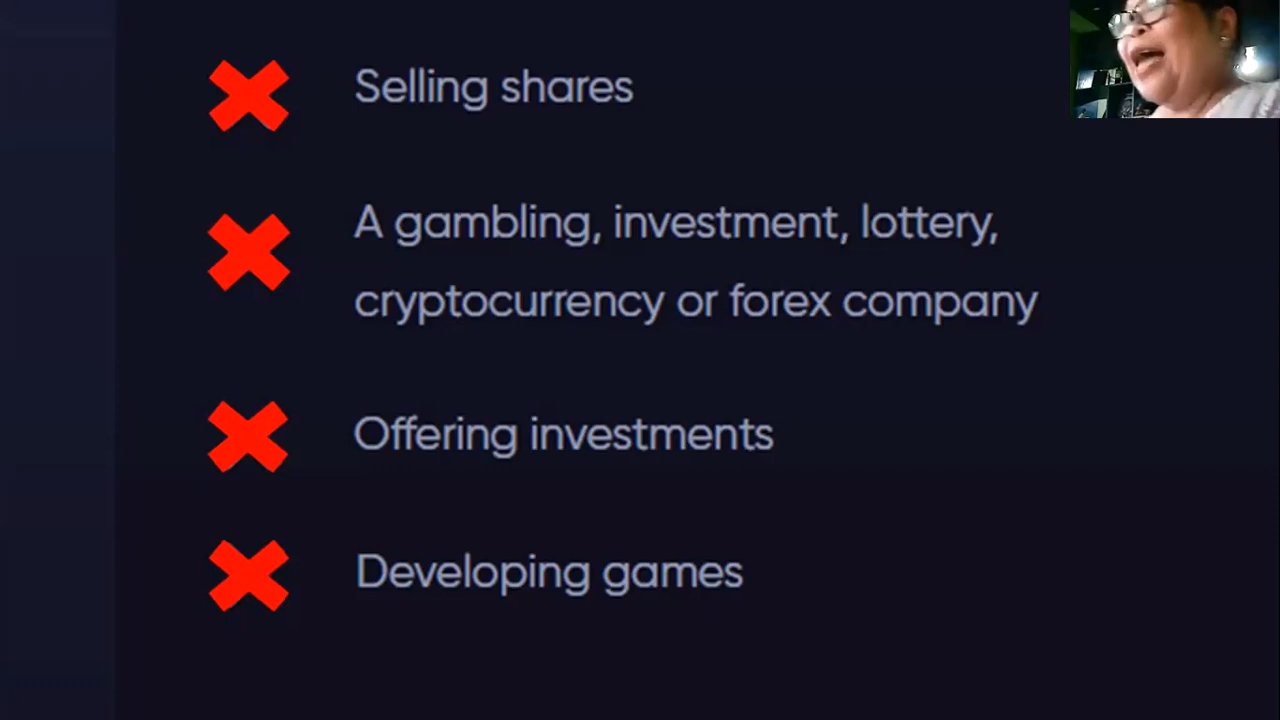 Selling shares
A gambling, investment, lottery,
cryptocurrency or forex company
Offering investments
Developing games